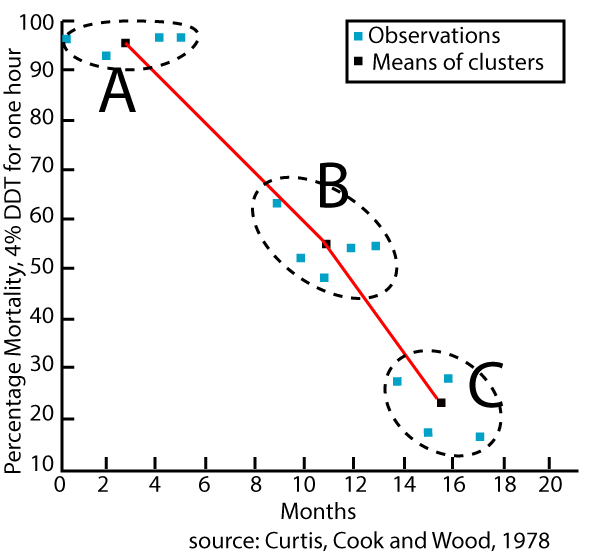 100
90
80
70
60
50
40
30
20
10
Percentage Mortality, 4% DDT for one hour
Observations
Means of clusters
A
B
C
0 2 4 6 8 10 12 14 16 18 20
Months
source: Curtis, Cook and Wood, 1978